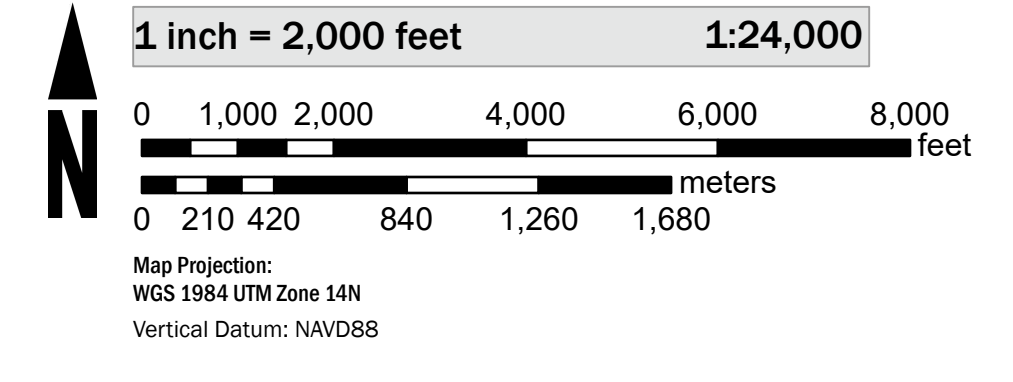 1 inch = 2,000 feet 1:24,000
0 1,000 2,000 4,000 6,000 8,000
feet
N
meters
0 210 420 840 1,260 1,680
Map Projection:
WGS 1984 UTM Zone 14N
Vertical Datum: NAVD88